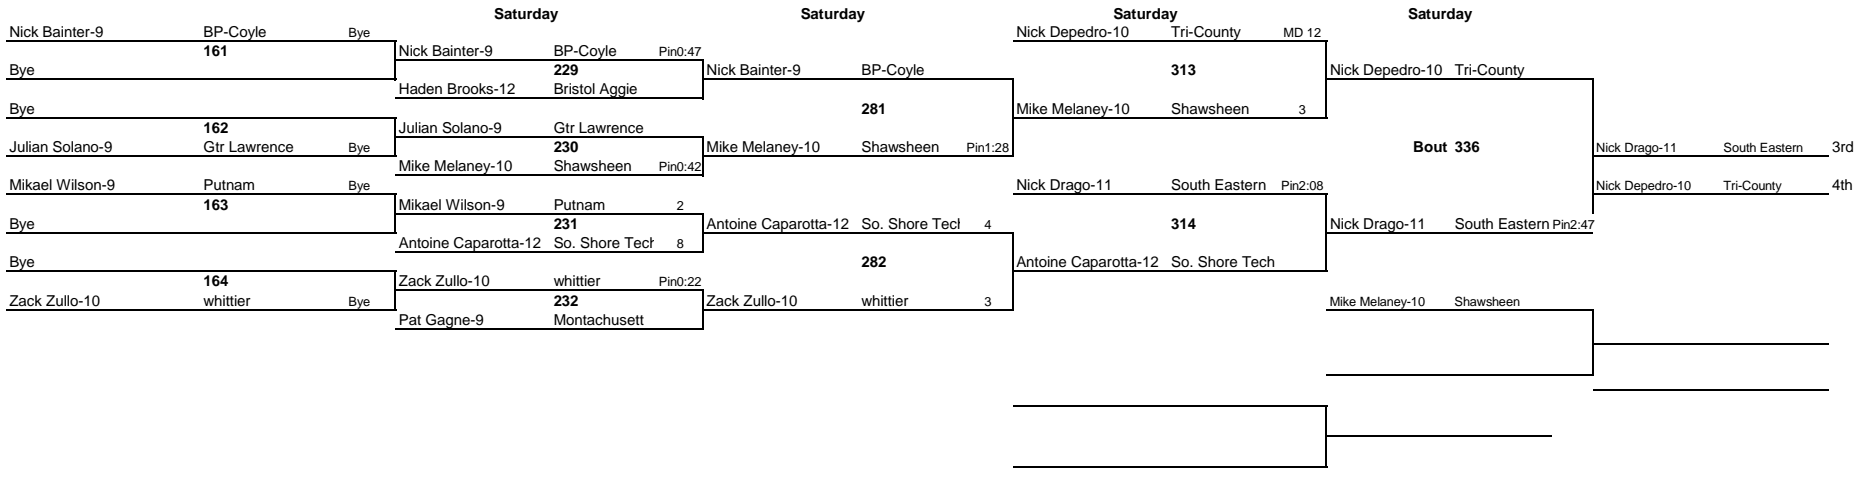 Saturday Saturday Saturday Saturday
Nick Bainter-9 BP-Coyle Bye Nick Depedro-10 Tri-County MD 12
161 Nick Bainter-9 BP-Coyle Pin0:47
Bye 229 Nick Bainter-9 BP-Coyle 313 Nick Depedro-10 Tri-County
Haden Brooks-12 Bristol Aggie
Bye 281 Mike Melaney-10 Shawsheen 3
162 Julian Solano-9 Gtr Lawrence
Julian Solano-9 Gtr Lawrence Bye 230 Mike Melaney-10 Shawsheen Pin1:28 Bout 336 Nick Drago-11 South Eastern 3rd
Mike Melaney-10 Shawsheen Pin0:42
Mikael Wilson-9 Putnam Bye Nick Drago-11 South Eastern Pin2:08 Nick Depedro-10 Tri-County 4th
163 Mikael Wilson-9 Putnam 2
Bye 231 Antoine Caparotta-12 So. Shore Tech 4 314 Nick Drago-11 South Eastern Pin2:47
Antoine Caparotta-12 So. Shore Tech 8
Bye 282 Antoine Caparotta-12 So. Shore Tech
164 Zack Zullo-10 whittier Pin0:22
Zack Zullo-10 whittier Bye 232 Zack Zullo-10 whittier 3 Mike Melaney-10 Shawsheen
Pat Gagne-9 Montachusett